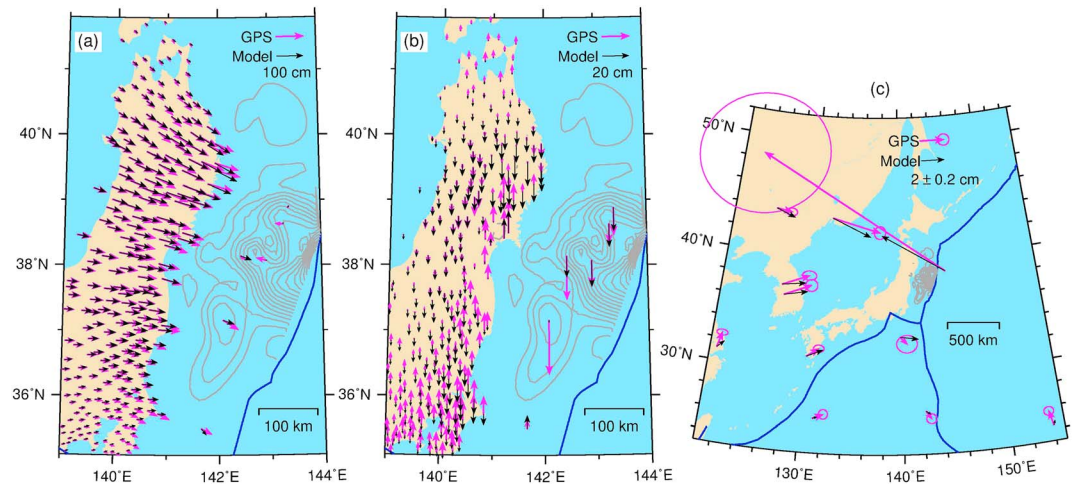 (a)
GPS
Model
100 cm
40°N
38°N
36°N
100 km
140°E
142°E
144°E
(b)
GPS
Model
20 cm
40°N
38°N
36°N
100 km
140°E
142°E
144°E
(c)
50°N
GPS
Model
2 ± 0.2 cm
40°N
30°N
500 km
130°E
140°E
150°E